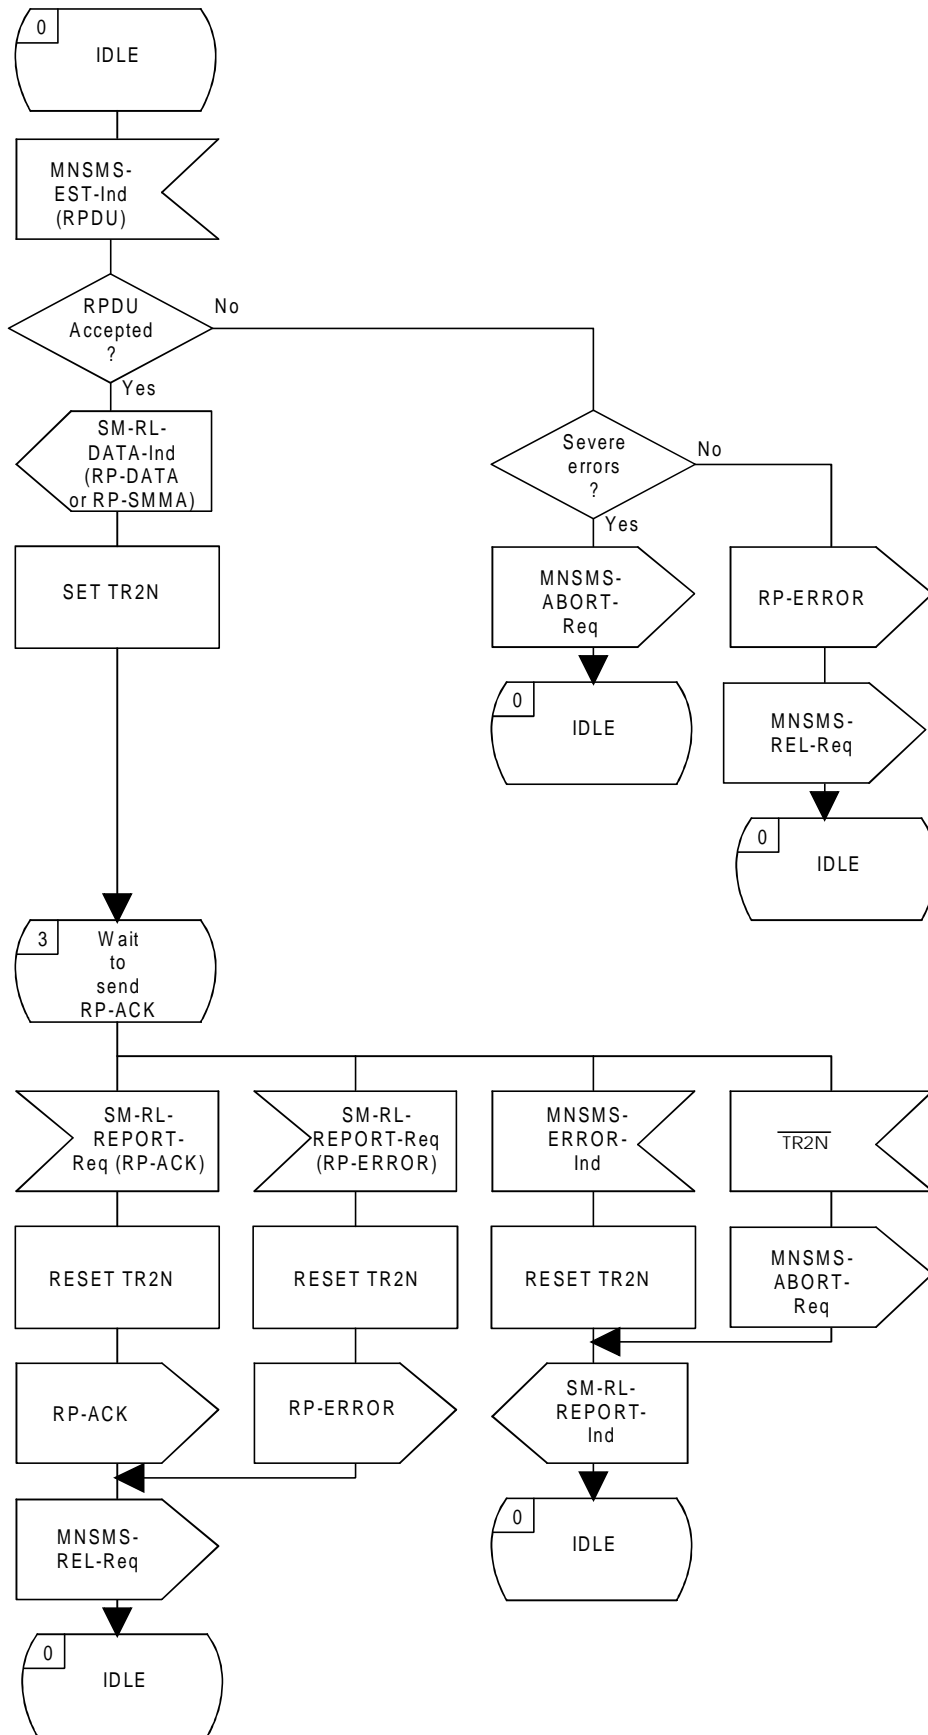 0
IDLE
MNSMS-
EST-Ind
(RPDU)
RPDU
Accepted
?
No
Yes
SM-RL-
DATA-Ind
(RP-DATA
or RP-SMMA)
SET TR2N
Severe
errors
?
No
Yes
MNSMS-
ABORT-
Req
0
IDLE
RP-ERROR
MNSMS-
REL-Req
0
IDLE
3
Wait
to
send
RP-ACK
SM-RL-
REPORT-
Req (RP-ACK)
SM-RL-
REPORT-Req
(RP-ERROR)
MNSMS-
ERROR-
Ind
TR2N
RESET TR2N
RESET TR2N
RESET TR2N
MNSMS-
ABORT-
Req
RP-ACK
RP-ERROR
SM-RL-
REPORT-
Ind
MNSMS-
REL-Req
0
IDLE
0
IDLE